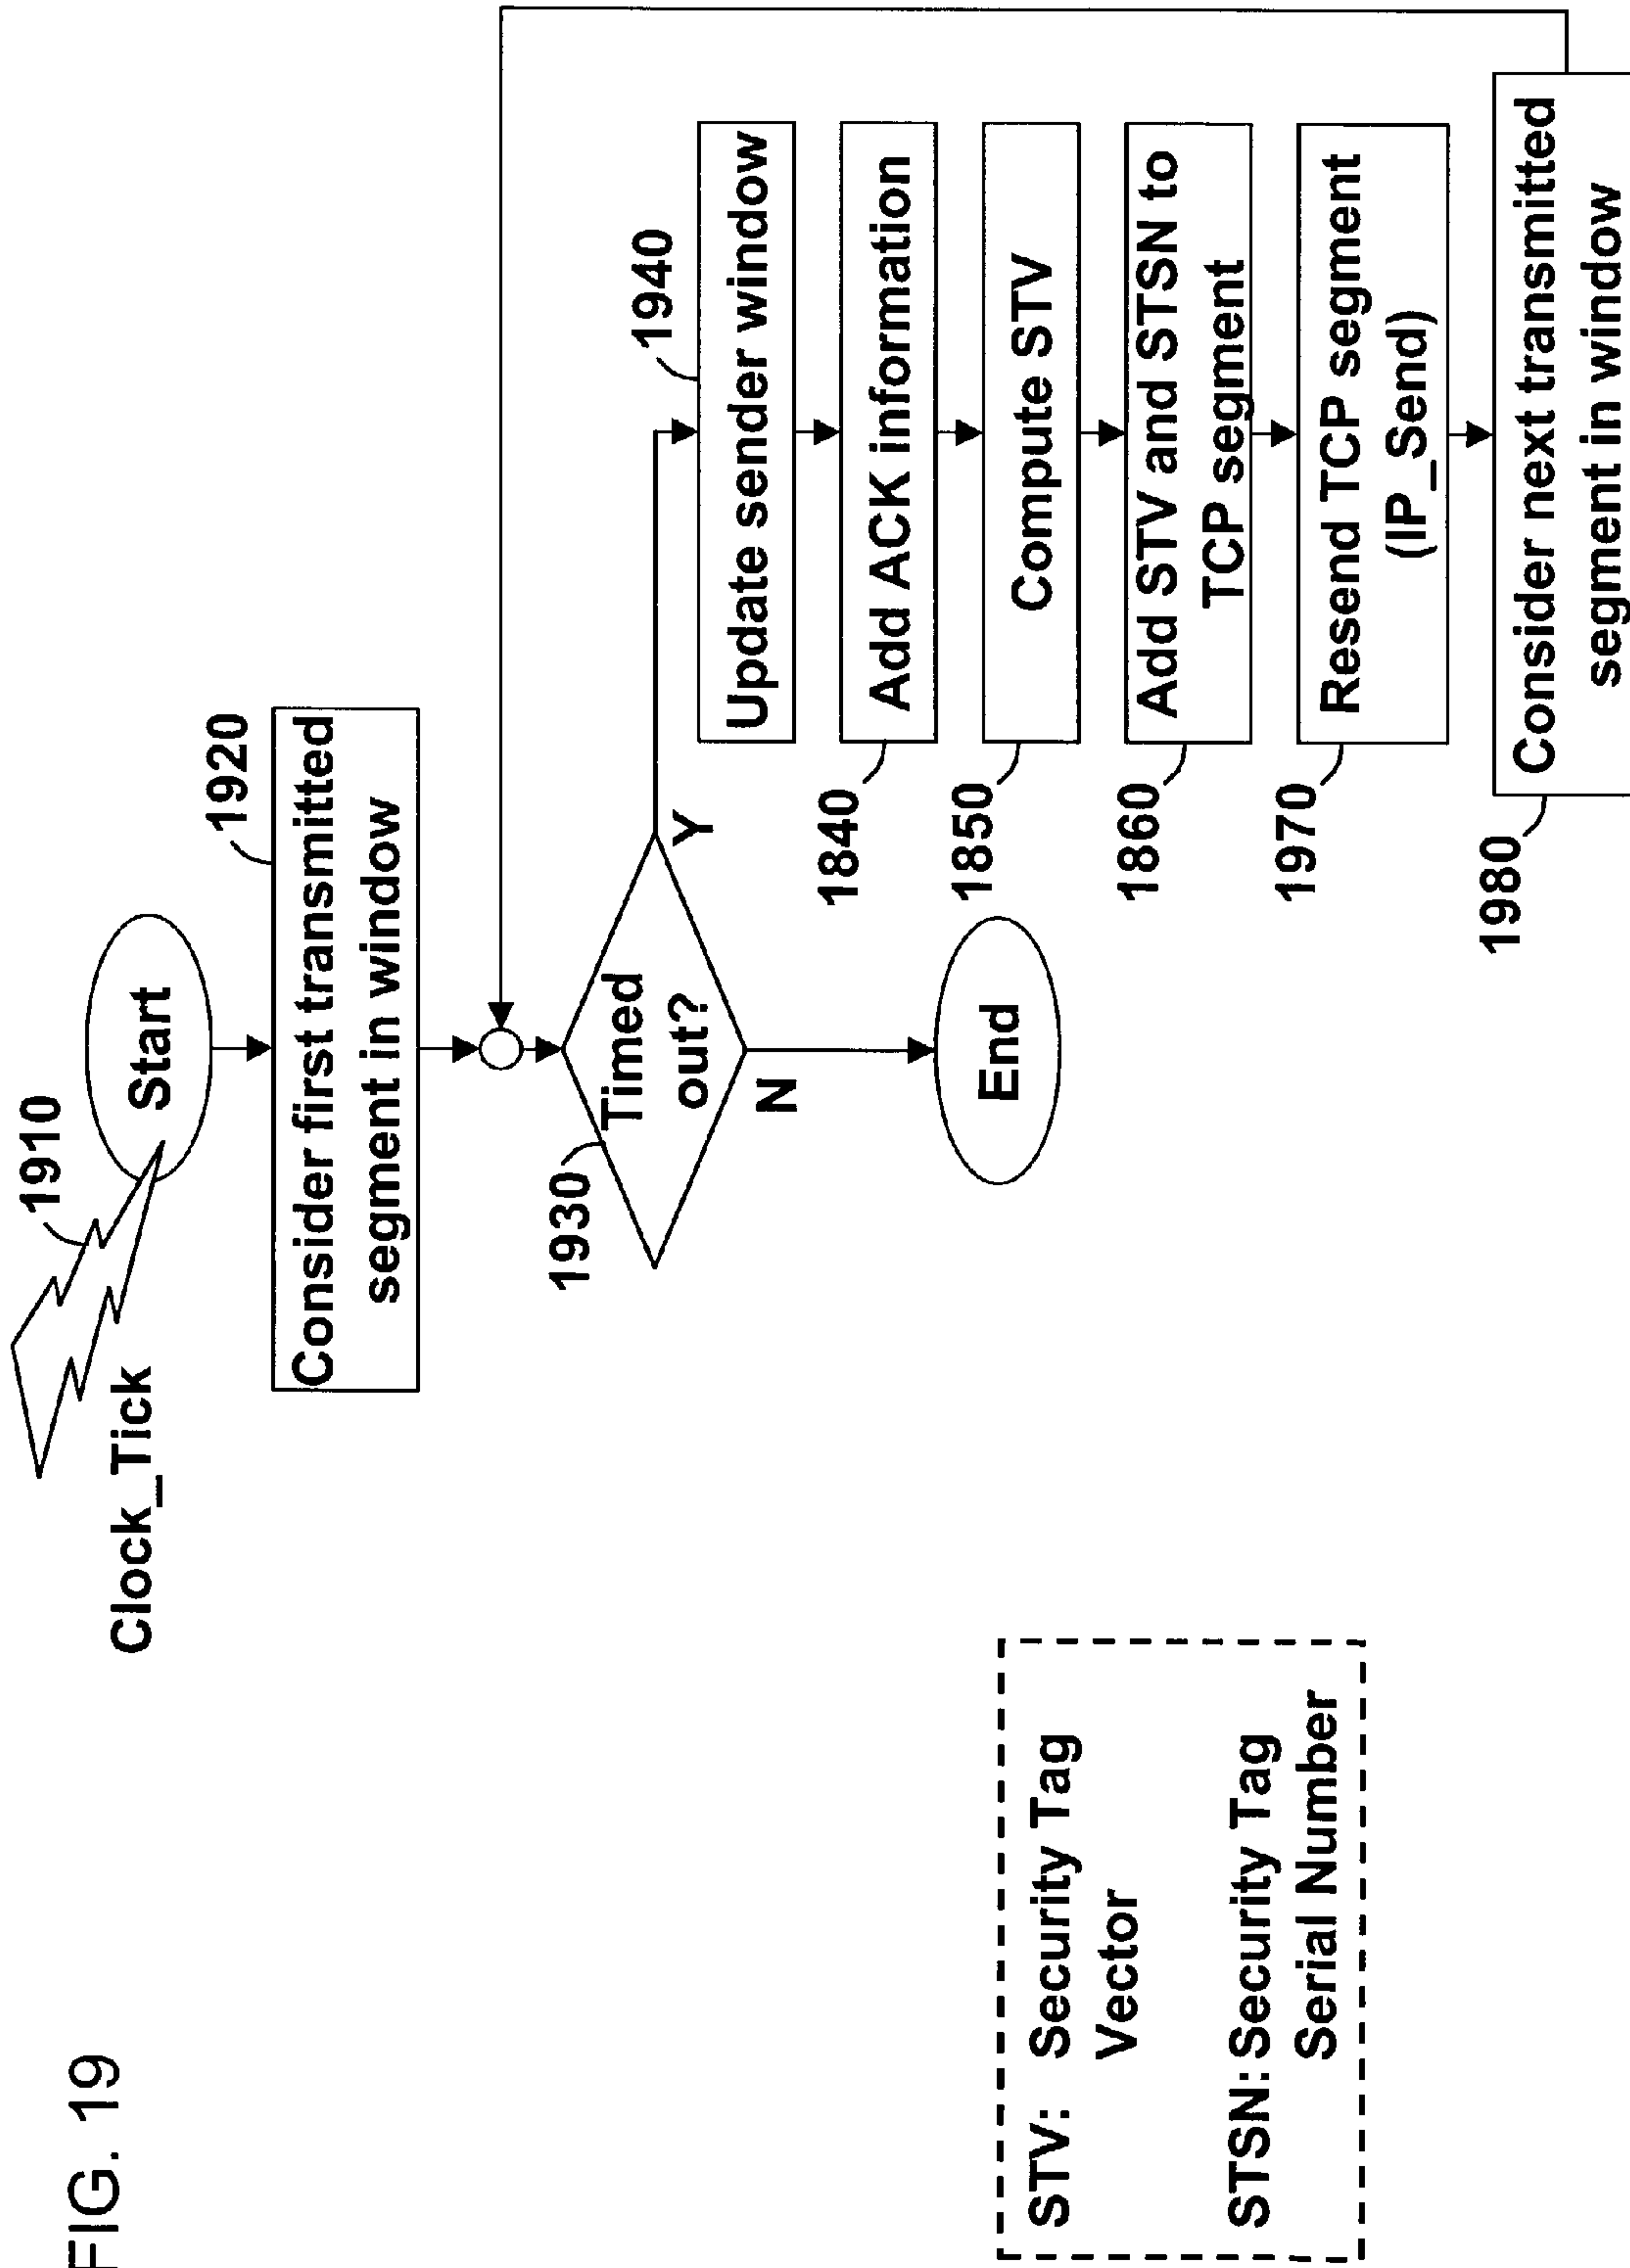 FIG. 19
Clock_Tick
1910
Start
1920
Consider first transmitted
segment in window
1930
Timed
out?
Y
N
End
1940
Update sender window
1840
Add ACK information
1850
Compute STV
1860
Add STV and STSN to
TCP segment
1970
Resend TCP segment
(IP_Send)
1980
Consider next transmitted
segment in window
STV: Security Tag
Vector
STSN: Security Tag
Serial Number